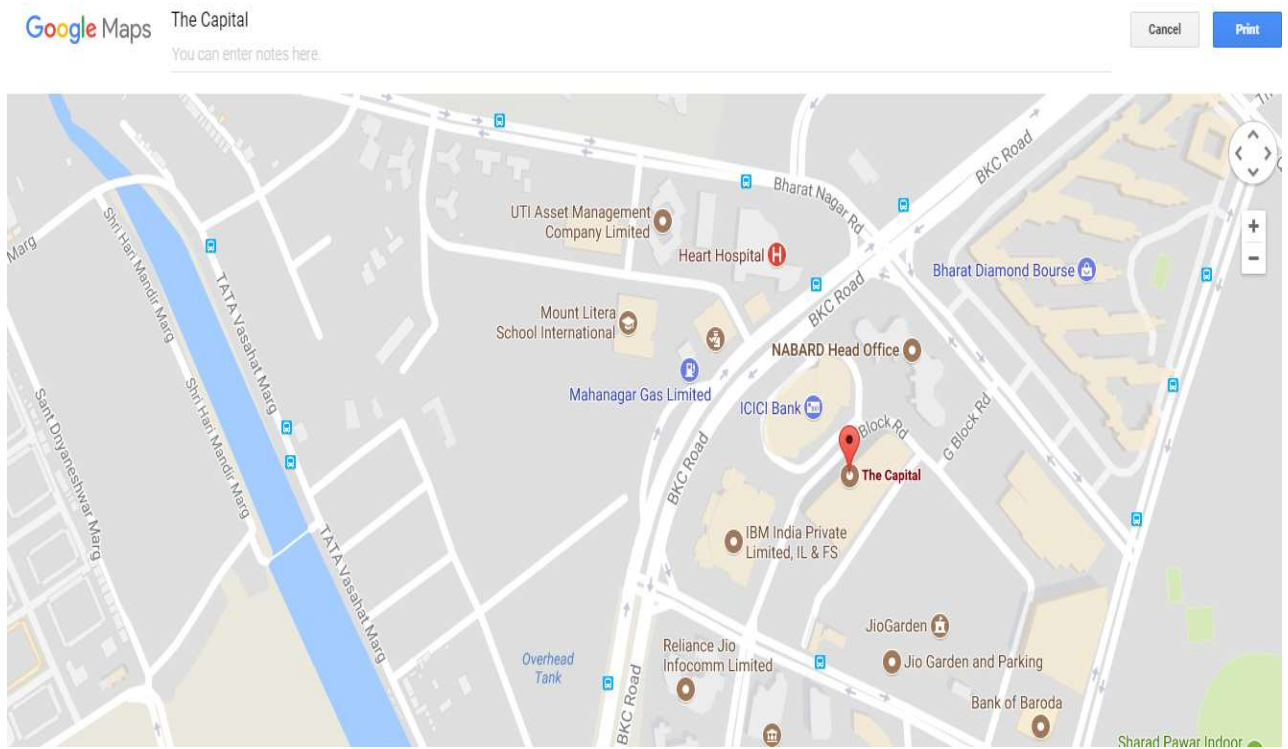 Google Maps
The Capital
You can enter notes here.
Cancel
Print
BKC Road
Bharat Nagar Rd
UTI Asset Management
Company Limited
Heart Hospital
Bharat Diamond Bourse
Marg
Shri Hari Mandir Marg
TATA Vasahat Marg
BKC Road
Mount Litera
School International
NABARD Head Office
Mahanagar Gas Limited
ICICI Bank
Block Rd
G Block Rd
Sant Dnyaneshwar Marg
Shri Hari Mandir Marg
BKC Road
The Capital
IBM India Private
Limited, IL & FS
TATA Vasahat Marg
JioGarden
Overhead
Tank
Reliance Jio
Infocomm Limited
Jio Garden and Parking
BKC Road
Bank of Baroda
Sharad Pawar Indoor